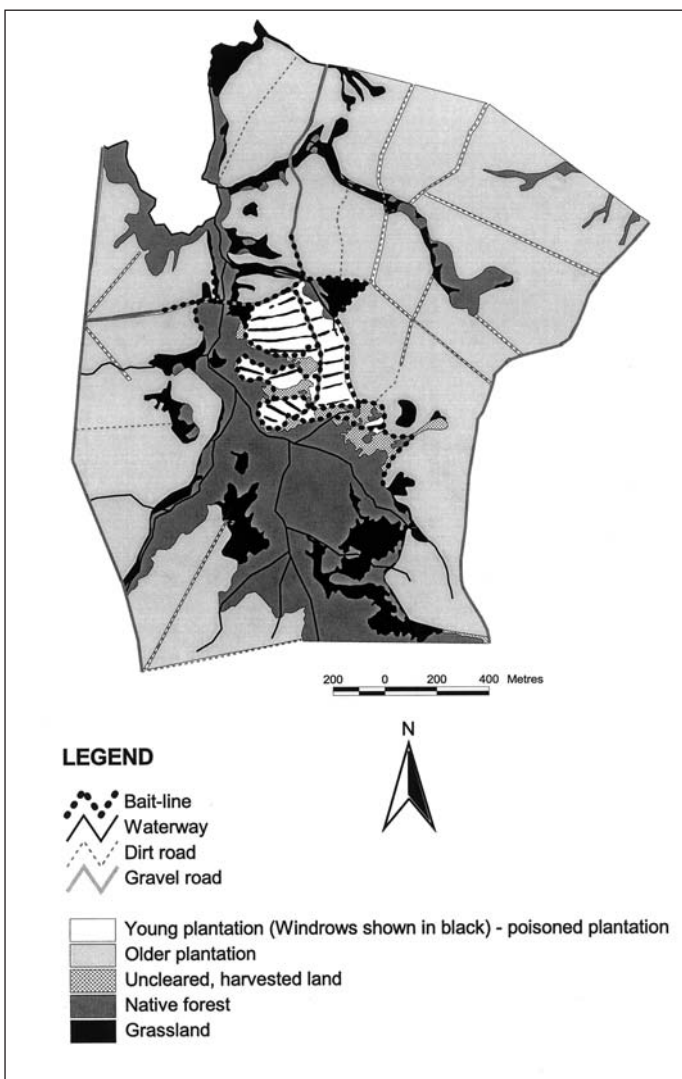 200 0 200 400 Metres
N
LEGEND
Bait-line
Waterway
Dirt road
Gravel road
Young plantation (Windrows shown in black) - poisoned plantation
Older plantation
Uncleared, harvested land
Native forest
Grassland